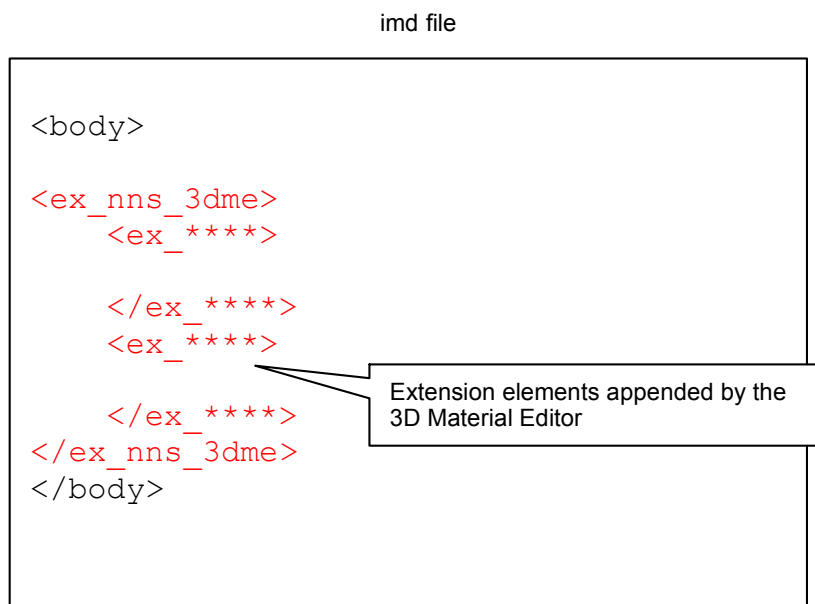 imd file
<body>
<ex_nns_3dme>
<ex_****>
</ex_****>
<ex_****>
Extension elements appended by the
3D Material Editor
</ex_****>
</ex_nns_3dme>
</body>